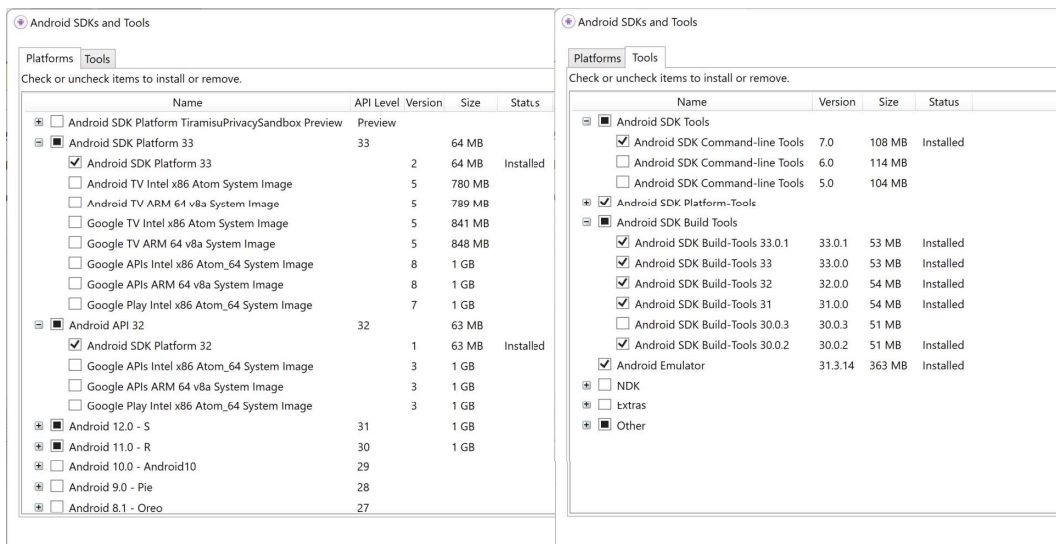 Android SDKs and Tools
Platforms Tools
Check or uncheck items to install or remove.
Name API Level Version Size Status
Android SDK Platform TiramisuPrivacySandbox Preview Preview
Android SDK Platform 33 33 64 MB
Android SDK Platform 33 2 64 MB Installed
Android TV Intel x86 Atom System Image 5 780 MB
Android TV ARM 64 v8a System Image 5 789 MB
Google TV Intel x86 Atom System Image 5 841 MB
Google TV ARM 64 v8a System Image 5 848 MB
Google APIs Intel x86 Atom_64 System Image 8 1 GB
Google APIs ARM 64 v8a System Image 8 1 GB
Google Play Intel x86 Atom_64 System Image 7 1 GB
Android API 32 32 63 MB
Android SDK Platform 32 1 63 MB Installed
Google APIs Intel x86 Atom_64 System Image 3 1 GB
Google APIs ARM 64 v8a System Image 3 1 GB
Google Play Intel x86 Atom_64 System Image 3 1 GB
Android 12.0 - S 31 1 GB
Android 11.0 - R 30 1 GB
Android 10.0 - Android10 29
Android 9.0 - Pie 28
Android 8.1 - Oreo 27
Android SDKs and Tools
Platforms Tools
Check or uncheck items to install or remove.
Name Version Size Status
Android SDK Tools
Android SDK Command-line Tools 7.0 108 MB Installed
Android SDK Command-line Tools 6.0 114 MB
Android SDK Command-line Tools 5.0 104 MB
Android SDK Platform-Tools
Android SDK Build Tools
Android SDK Build-Tools 33.0.1 33.0.1 53 MB Installed
Android SDK Build-Tools 33 33.0.0 53 MB Installed
Android SDK Build-Tools 32 32.0.0 54 MB Installed
Android SDK Build-Tools 31 31.0.0 54 MB Installed
Android SDK Build-Tools 30.0.3 30.0.3 51 MB
Android SDK Build-Tools 30.0.2 30.0.2 51 MB Installed
Android Emulator 31.3.14 363 MB Installed
NDK
Extras
Other